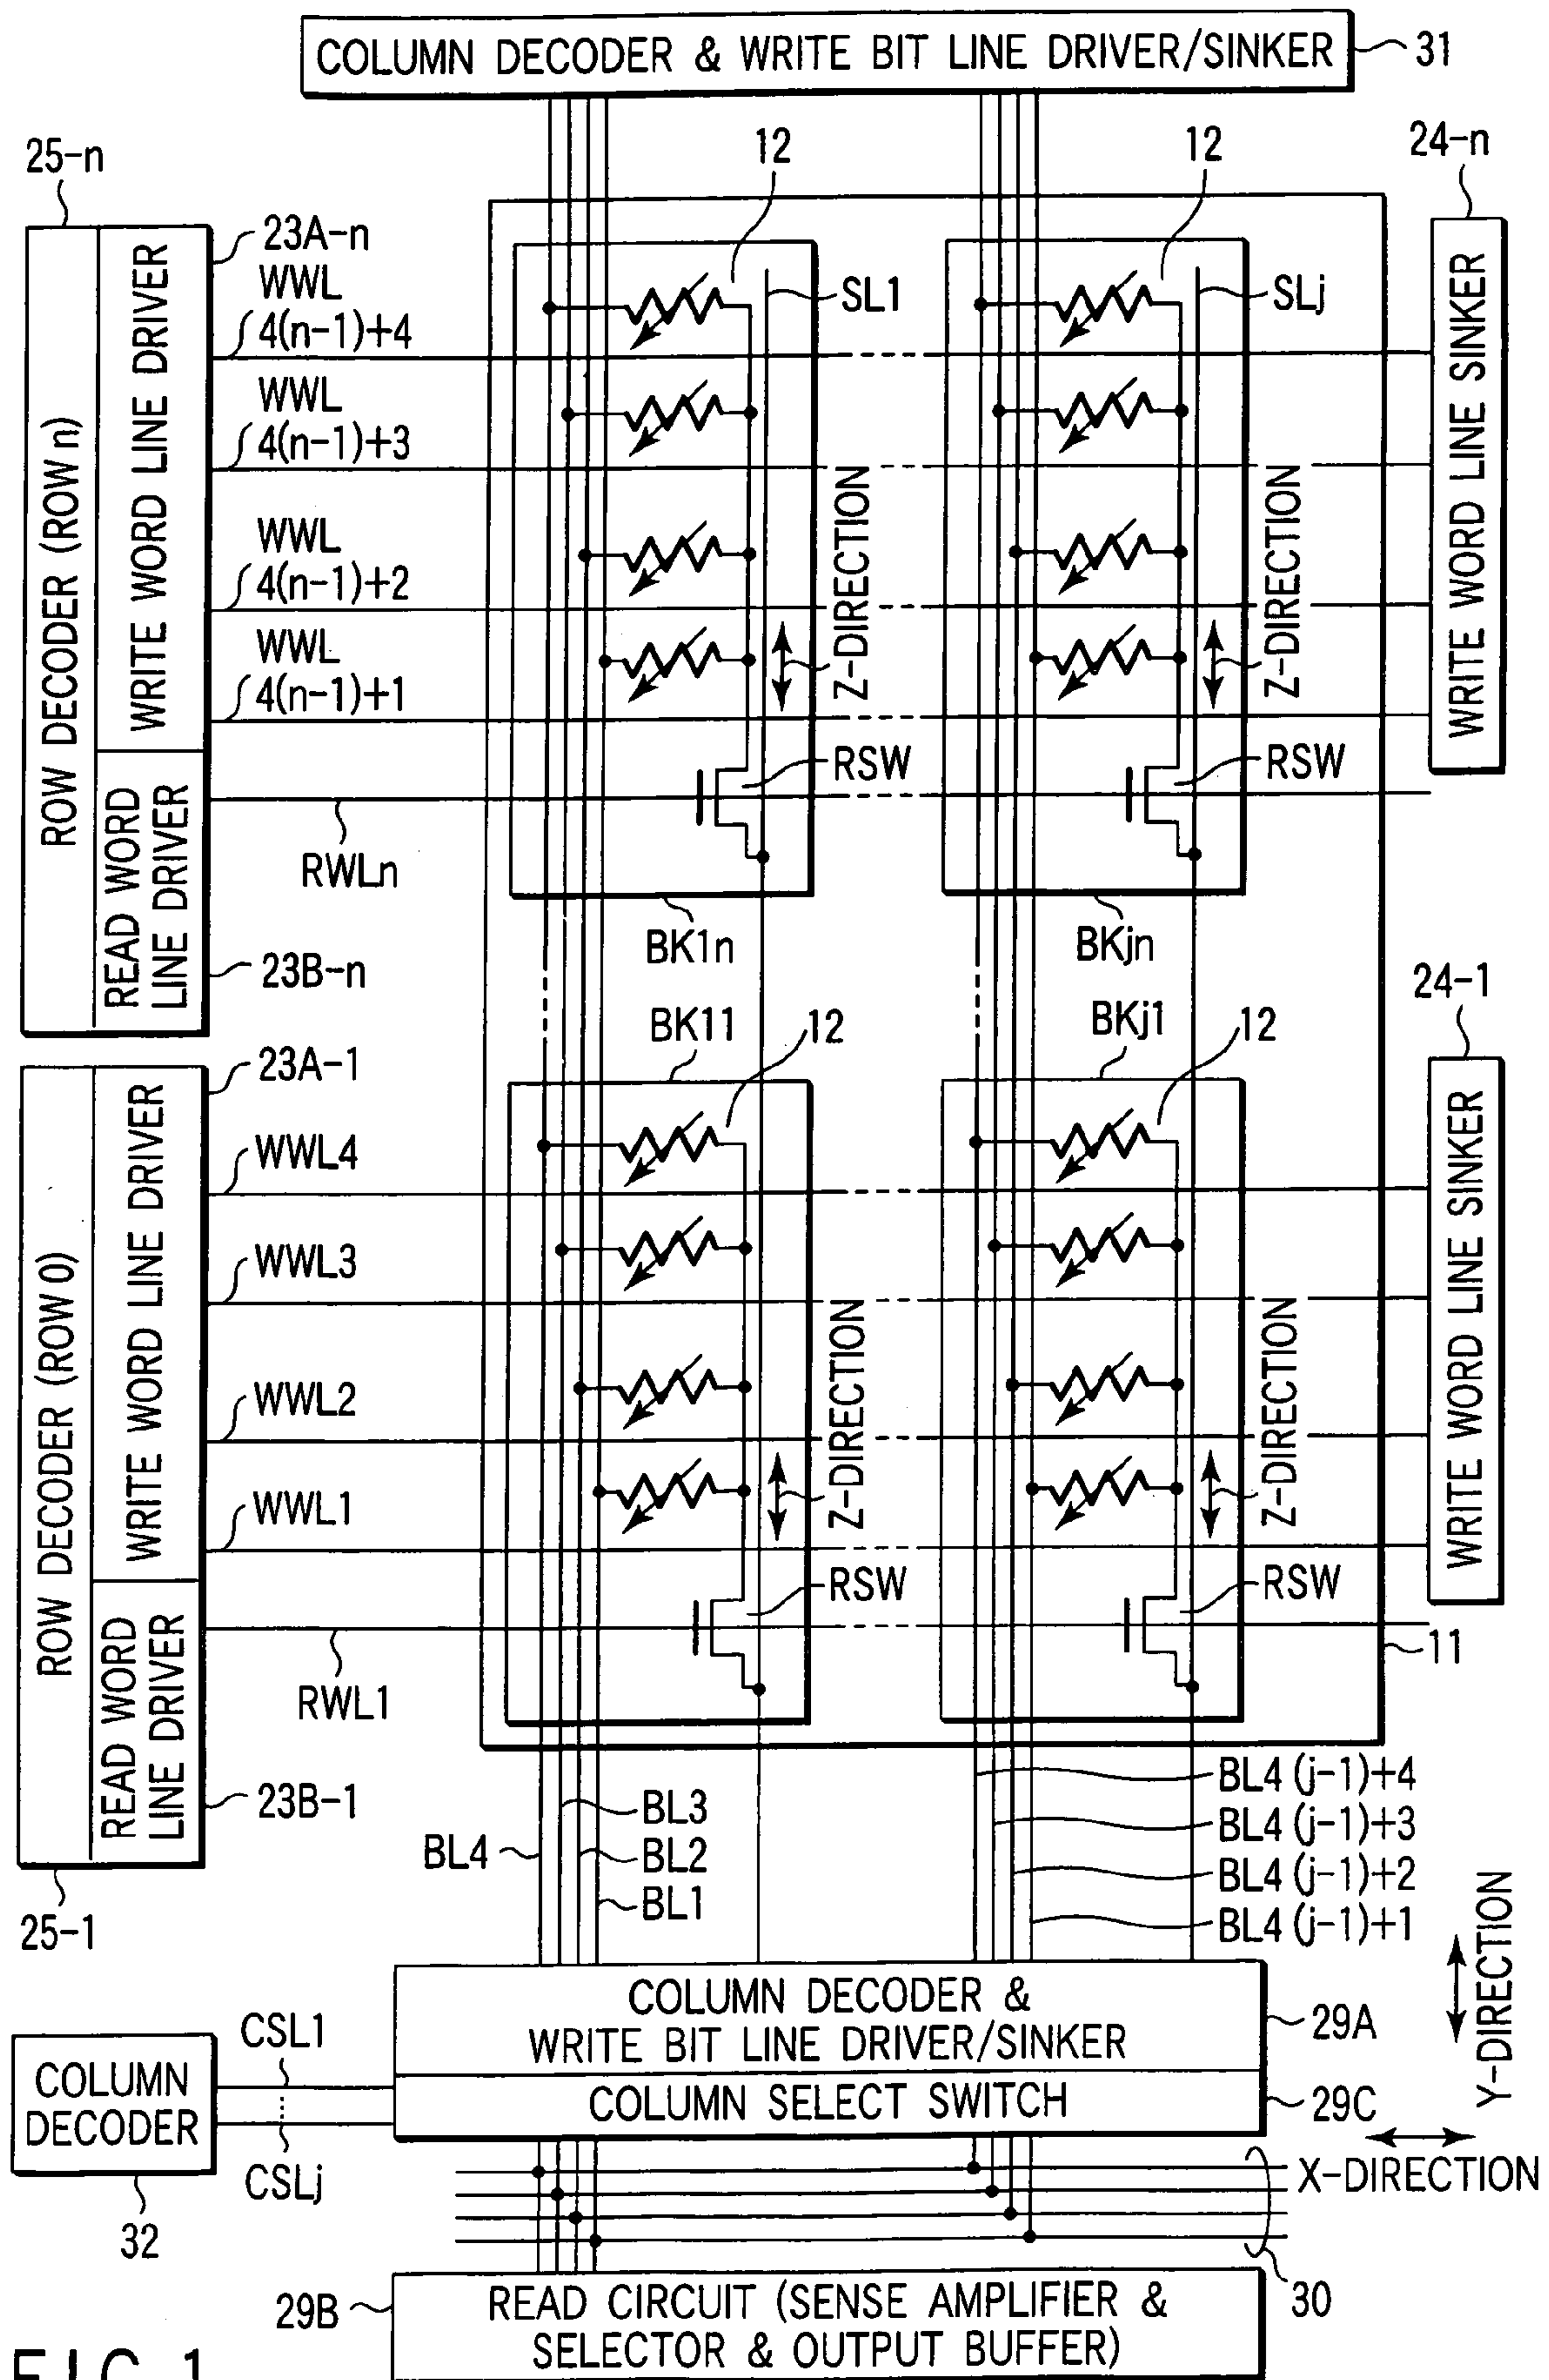 COLUMN DECODER & WRITE BIT LINE DRIVER/SINKER
31
25-n
12
12
24-n
ROW DECODER (ROW n)
WRITE WORD LINE DRIVER
READ WORD
LINE DRIVER
23A-n
WWL
4(n-1)+4
WWL
4(n-1)+3
WWL
4(n-1)+2
WWL
4(n-1)+1
RWLn
23B-n
SL1
SLj
Z-DIRECTION
Z-DIRECTION
RSW
RSW
WRITE WORD LINE SINKER
BK1n
BKjn
24-1
BK11
12
BKj1
12
ROW DECODER (ROW 0)
WRITE WORD LINE DRIVER
READ WORD
LINE DRIVER
23A-1
WWL4
WWL3
WWL2
WWL1
RWL1
23B-1
25-1
Z-DIRECTION
Z-DIRECTION
RSW
RSW
WRITE WORD LINE SINKER
11
BL4
BL3
BL2
BL1
BL4 (j-1)+4
BL4 (j-1)+3
BL4 (j-1)+2
BL4 (j-1)+1
Y-DIRECTION
X-DIRECTION
COLUMN DECODER &
WRITE BIT LINE DRIVER/SINKER
29A
COLUMN SELECT SWITCH
29C
COLUMN
DECODER
CSL1
CSLj
32
30
29B
READ CIRCUIT (SENSE AMPLIFIER &
SELECTOR & OUTPUT BUFFER)
FIG. 1